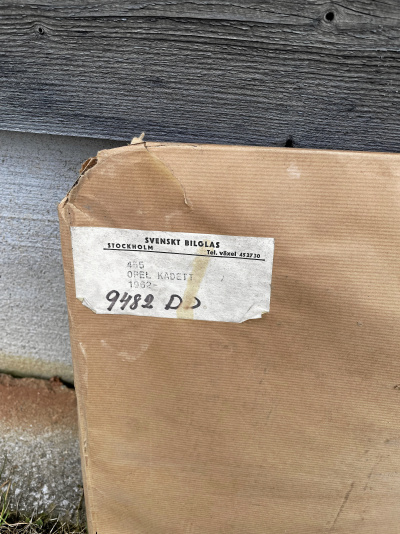 SVENSKT BILGLAS
STOCKHOLM Tel. växel 452730
455
OPEL KADETT
1962-
9482 DD